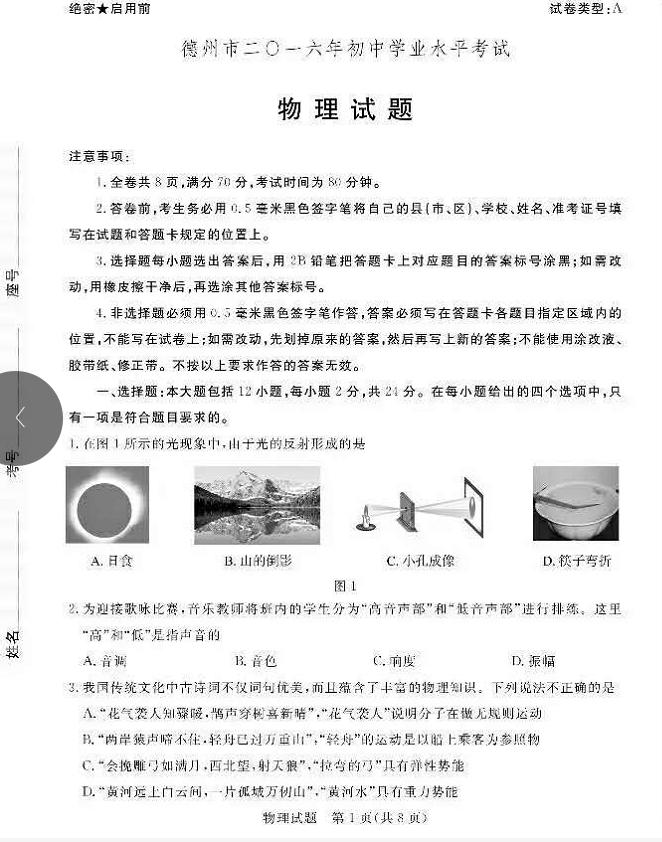 绝密★启用前
试卷类型:A
德州市二〇一六年初中学业水平考试
物理试题
注意事项:
1.全卷共8页,满分70分,考试时间为80分钟。
2.答卷前,考生务必用0.5毫米黑色签字笔将自己的县(市、区)、学校、姓名、准考证号填
写在试题和答题卡规定的位置上。
3.选择题每小题选出答案后,用2B铅笔把答题卡上对应题目的答案标号涂黑;如需改
动,用橡皮擦干净后,再选涂其他答案标号。
4.非选择题必须用0.5毫米黑色签字笔作答,答案必须写在答题卡各题目指定区域内的
位置,不能写在试卷上;如需改动,先划掉原来的答案,然后再写上新的答案;不能使用涂改液、
胶带纸、修正带。不按以上要求作答的答案无效。
一、选择题:本大题包括12小题,每小题2分,共24分。在每小题给出的四个选项中,只
有一项是符合题目要求的。
1.在图1所示的光现象中,由于光的反射形成的是
A.日食
B.山的倒影
C.小孔成像
D.筷子弯折
图1
2.为迎接歌咏比赛,音乐教师将班内的学生分为“高音声部”和“低音声部”进行排练。这里
“高”和“低”是指声音的
A.音调
B.音色
C.响度
D.振幅
3.我国传统文化中古诗词不仅词句优美,而且蕴含了丰富的物理知识。下列说法不正确的是
A.“花气袭人知骤暖,鹊声穿树喜新晴”,“花气袭人”说明分子在做无规则运动
B.“两岸猿声啼不住,轻舟已过万重山”,“轻舟”的运动是以船上乘客为参照物
C.“会挽雕弓如满月,西北望,射天狼”,“拉弯的弓”具有弹性势能
D.“黄河远上白云间,一片孤城万仞山”,“黄河水”具有重力势能
物理试题 第1页(共8页)
座号
考号
姓名